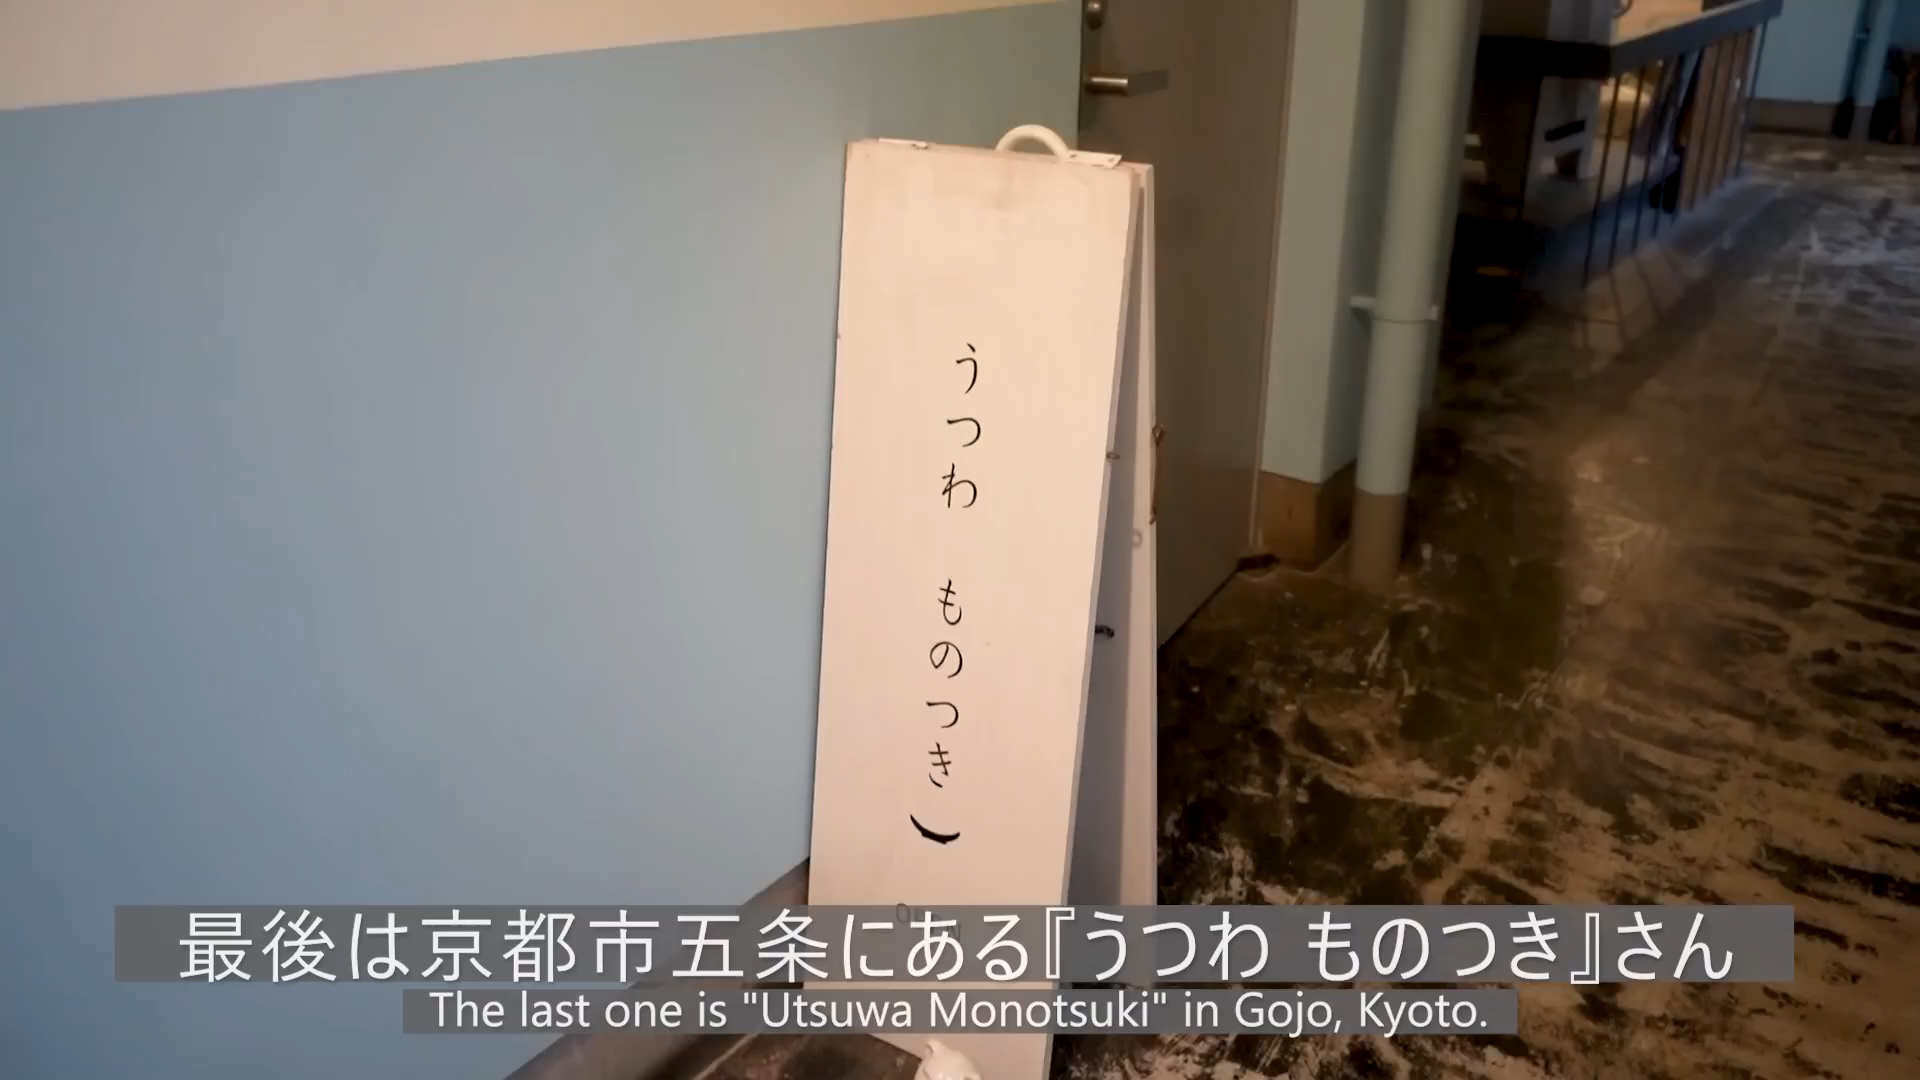 うつわ ものつき
最後は京都市五条にある『うつわ ものつき』さん
The last one is "Utsuwa Monotsuki" in Gojo, Kyoto.